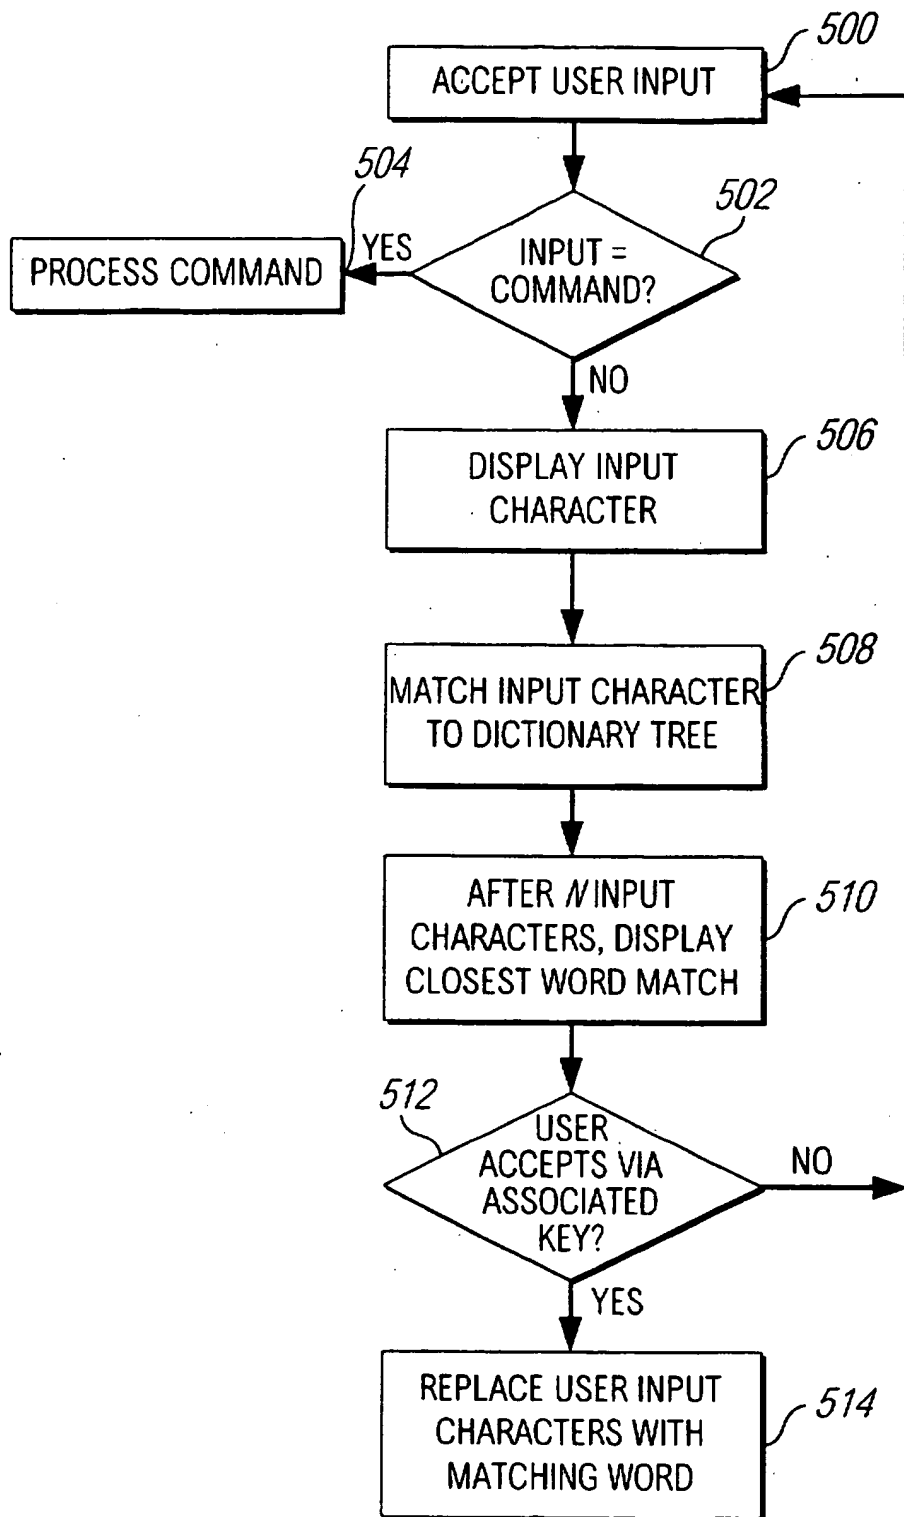 500
ACCEPT USER INPUT
504
502
YES
PROCESS COMMAND
INPUT =
COMMAND?
NO
506
DISPLAY INPUT
CHARACTER
508
MATCH INPUT CHARACTER
TO DICTIONARY TREE
510
AFTER N INPUT
CHARACTERS, DISPLAY
CLOSEST WORD MATCH
512
USER
ACCEPTS VIA
ASSOCIATED
KEY?
NO
YES
514
REPLACE USER INPUT
CHARACTERS WITH
MATCHING WORD